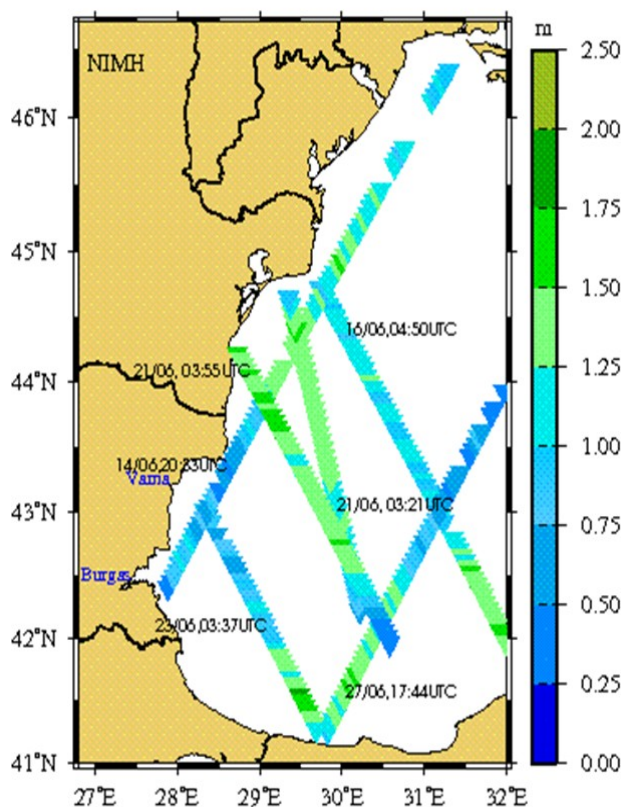 m
NIMH
2.50
2.00
46°N
1.75
45°N
1.50
16/06,04:50UTC
1.25
21/06, 03:55UTC
44°N
1.00
14/06,20:33UTC
Varna
43°N
21/06, 03:21UTC
0.75
Burgas
0.50
23/06,03:37UTC
42°N
27/06,17:44UTC
0.25
41°N
0.00
27°E 28°E 29°E 30°E 31°E 32°E